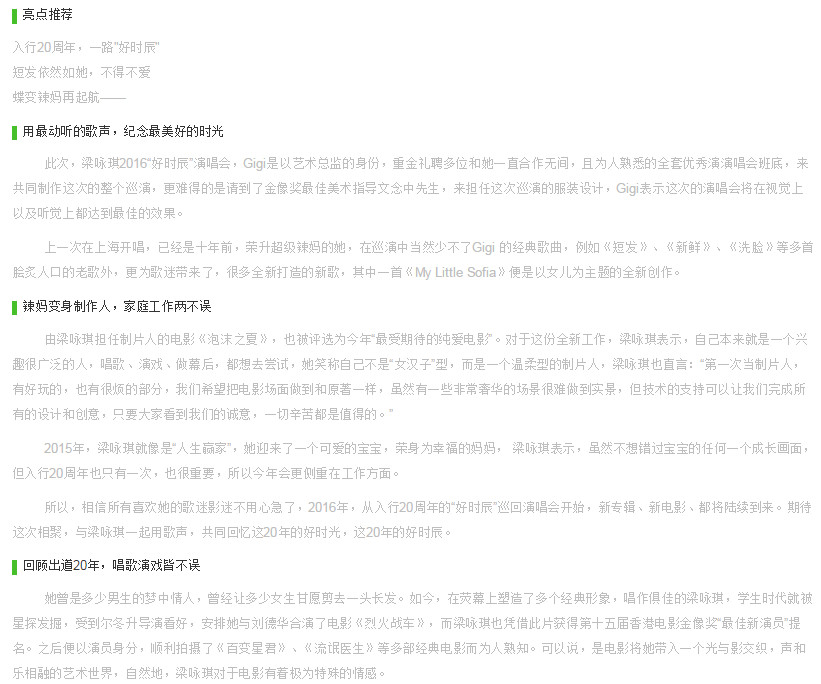 亮点推荐
入行20周年，一路"好时辰"
短发依然如她，不得不爱
蝶变辣妈再起航——
用最动听的歌声，纪念最美好的时光
此次，梁咏琪2016“好时辰”演唱会，Gigi是以艺术总监的身份，重金礼聘多位和她一直合作无间，且为人熟悉的全套优秀演演唱会班底，来
共同制作这次的整个巡演，更难得的是请到了金像奖最佳美术指导文念中先生，来担任这次巡演的服装设计，Gigi表示这次的演唱会将在视觉上
以及听觉上都达到最佳的效果。
上一次在上海开唱，已经是十年前，荣升超级辣妈的她，在巡演中当然少不了Gigi 的经典歌曲，例如《短发》、《新鲜》、《洗脸》等多首
脍炙人口的老歌外，更为歌迷带来了，很多全新打造的新歌，其中一首《My Little Sofia》便是以女儿为主题的全新创作。
辣妈变身制作人，家庭工作两不误
由梁咏琪担任制片人的电影《泡沫之夏》，也被评选为今年“最受期待的纯爱电影”。对于这份全新工作，梁咏琪表示，自己本来就是一个兴
趣很广泛的人，唱歌、演戏、做幕后，都想去尝试，她笑称自己不是“女汉子”型，而是一个温柔型的制片人，梁咏琪也直言：“第一次当制片人，
有好玩的，也有很烦的部分，我们希望把电影场面做到和原著一样，虽然有一些非常奢华的场景很难做到实景，但技术的支持可以让我们完成所
有的设计和创意，只要大家看到我们的诚意，一切辛苦都是值得的。”
2015年，梁咏琪就像是“人生赢家”，她迎来了一个可爱的宝宝，荣身为幸福的妈妈， 梁咏琪表示，虽然不想错过宝宝的任何一个成长画面，
但入行20周年也只有一次，也很重要，所以今年会更侧重在工作方面。
所以，相信所有喜欢她的歌迷影迷不用心急了，2016年，从入行20周年的“好时辰”巡回演唱会开始，新专辑、新电影、都将陆续到来。期待
这次相聚，与梁咏琪一起用歌声，共同回忆这20年的好时光，这20年的好时辰。
回顾出道20年，唱歌演戏皆不误
她曾是多少男生的梦中情人，曾经让多少女生甘愿剪去一头长发。如今，在荧幕上塑造了多个经典形象，唱作俱佳的梁咏琪，学生时代就被
星探发掘，受到尔冬升导演看好，安排她与刘德华合演了电影《烈火战车》，而梁咏琪也凭借此片获得第十五届香港电影金像奖“最佳新演员”提
名。之后便以演员身分，顺利拍摄了《百变星君》、《流氓医生》等多部经典电影而为人熟知。可以说，是电影将她带入一个光与影交织，声和
乐相融的艺术世界，自然地，梁咏琪对于电影有着极为特殊的情感。